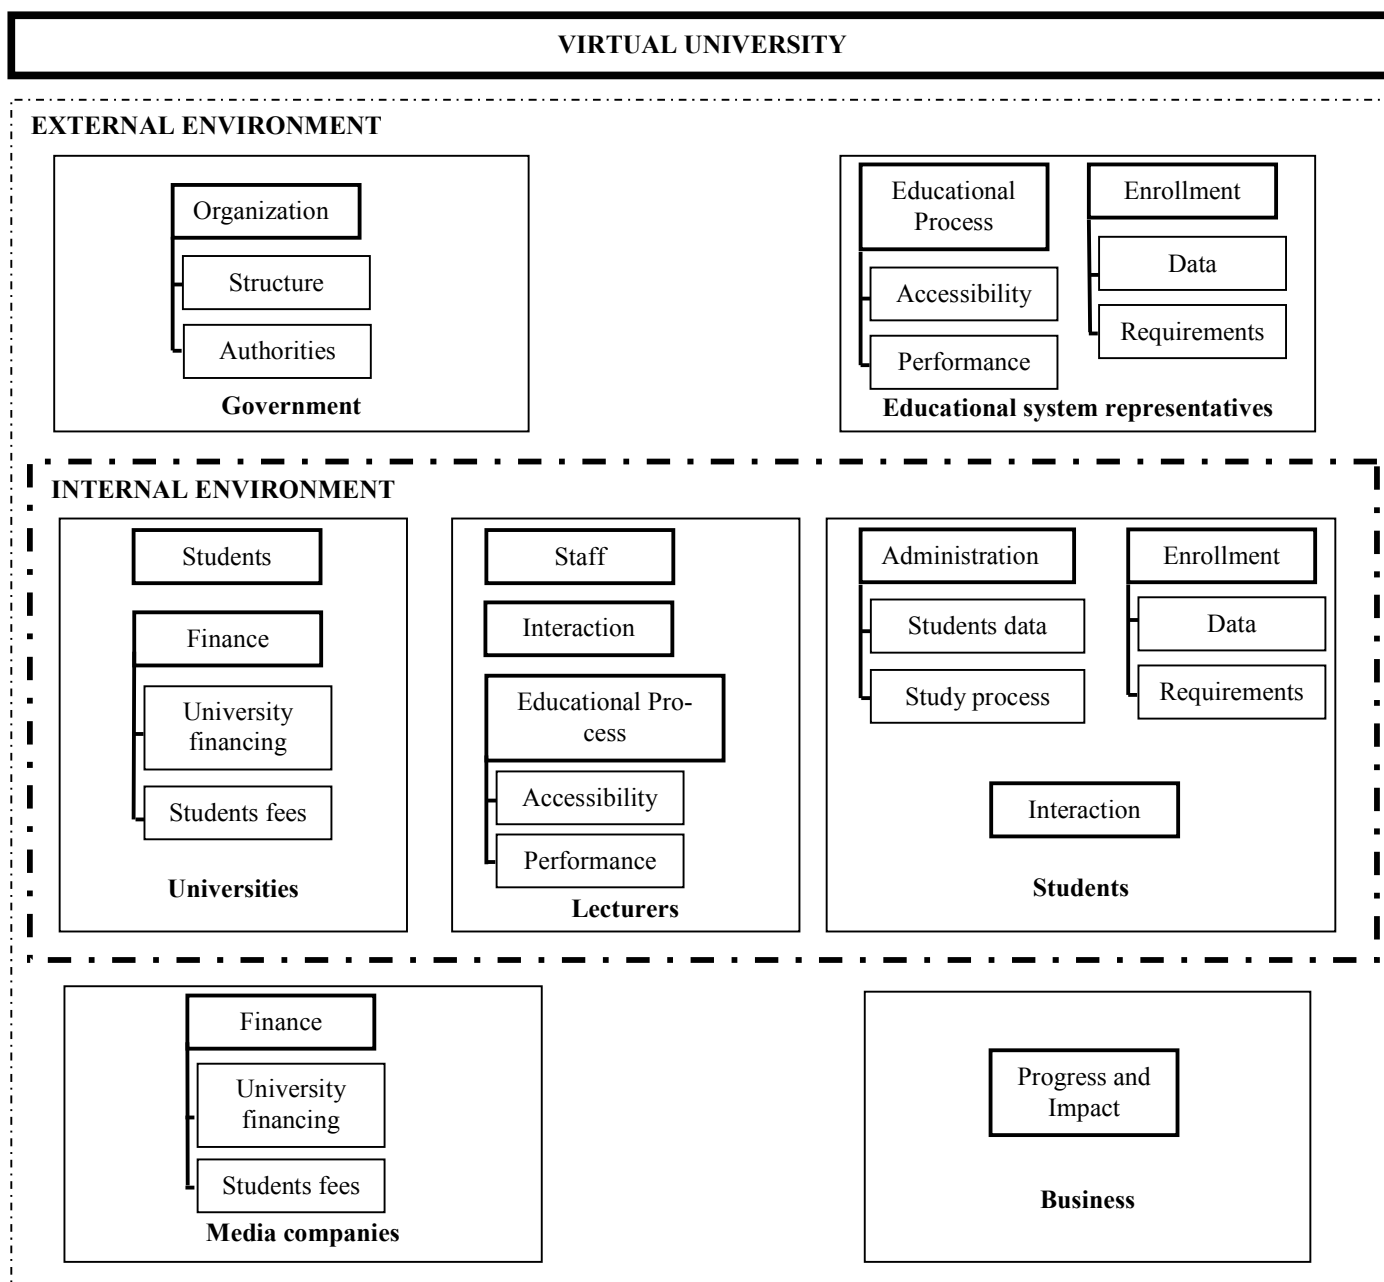 VIRTUAL UNIVERSITY
EXTERNAL ENVIRONMENT
Organization
Structure
Authorities
Government
Educational
Process
Accessibility
Performance
Enrollment
Data
Requirements
Educational system representatives
INTERNAL ENVIRONMENT
Students
Finance
University
financing
Students fees
Universities
Staff
Interaction
Educational Pro-
cess
Accessibility
Performance
Lecturers
Administration
Students data
Study process
Enrollment
Data
Requirements
Interaction
Students
Finance
University
financing
Students fees
Media companies
Progress and
Impact
Business